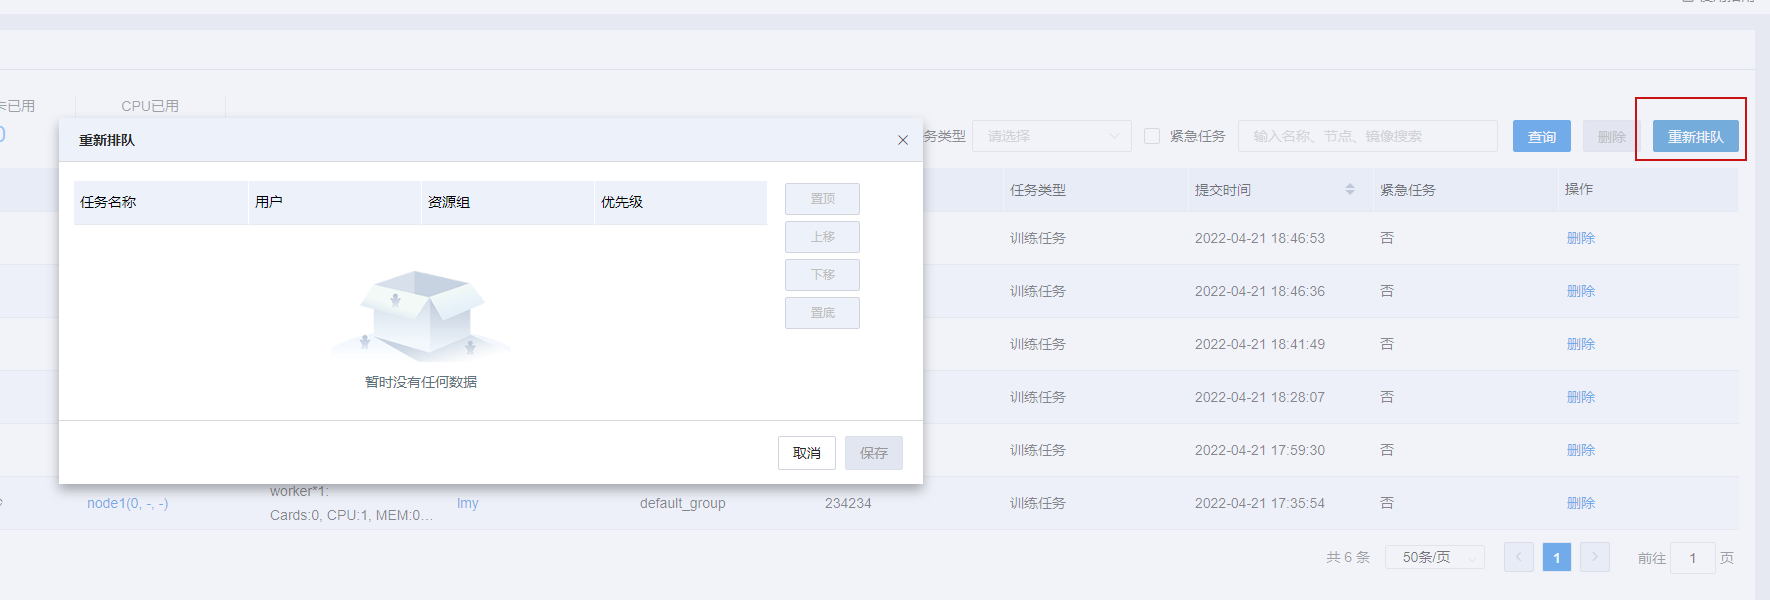 卡已用
CPU已用
0
重新排队
务类型
请选择
紧急任务
输入名称、节点、镜像搜索
查询
删除
重新排队
任务名称
用户
资源组
优先级
置顶
上移
下移
置底
暂时没有任何数据
取消
保存
任务类型
提交时间
紧急任务
操作
训练任务
2022-04-21 18:46:53
否
删除
训练任务
2022-04-21 18:46:36
否
删除
训练任务
2022-04-21 18:41:49
否
删除
训练任务
2022-04-21 18:28:07
否
删除
训练任务
2022-04-21 17:59:30
否
删除
node1(0, -, -)
worker*1:
Cards:0, CPU:1, MEM:0...
lmy
default_group
234234
训练任务
2022-04-21 17:35:54
否
删除
共 6 条
50条/页
1
前往
1
页